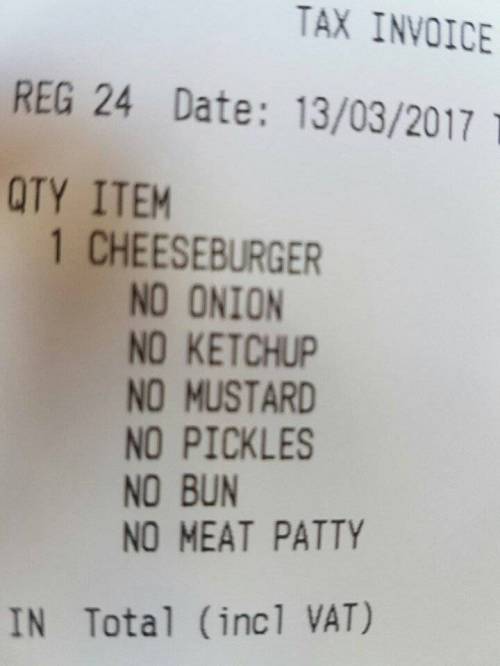 TAX INVOICE
REG 24 Date: 13/03/2017
QTY ITEM
1 CHEESEBURGER
NO ONION
NO KETCHUP
NO MUSTARD
NO PICKLES
NO BUN
NO MEAT PATTY
IN Total (incl VAT)